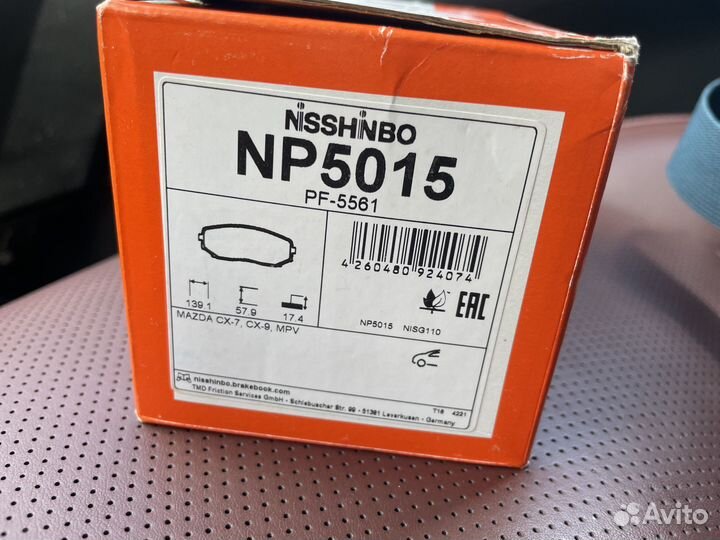 NISSHINBO
NP5015
PF-5561
139.1 57.9 17.4
4 260480 924074
EAC
NP5015 NISG110
MAZDA CX-7, CX-9, MPV
nisshinbo.brakebook.com
TMD Friction Services GmbH - Schlebuscher Str. 99 - 51381 Leverkusen - Germany
T16 4221
Avito